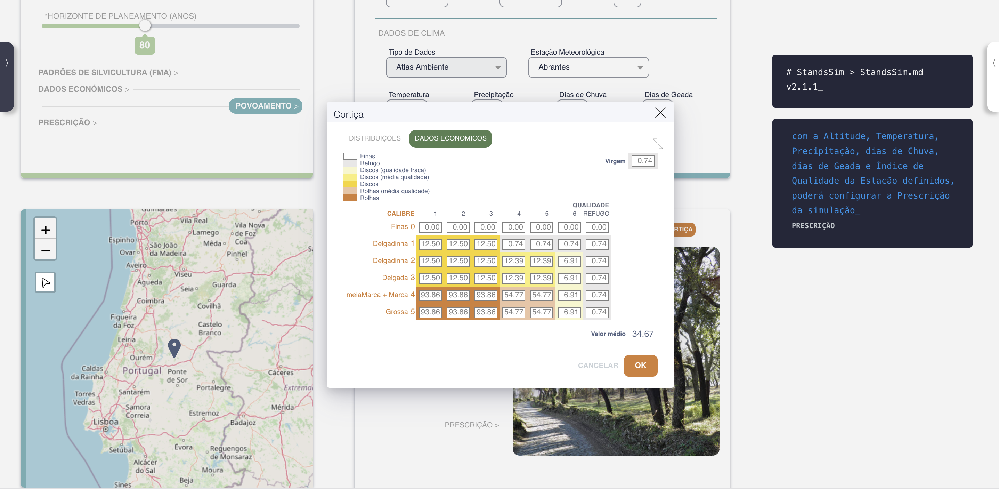 *HORIZONTE DE PLANEAMENTO (ANOS)
80
PADRÕES DE SILVICULTURA (FMA) >
DADOS ECONÓMICOS >
POVOAMENTO >
PRESCRIÇÃO >
DADOS DE CLIMA
Tipo de Dados Estação Meteorológica
Atlas Ambiente Abrantes
Temperatura Precipitação Dias de Chuva Dias de Geada
# StandsSim > StandsSim.md
v2.1.1_
com a Altitude, Temperatura,
Precipitação, dias de Chuva,
dias de Geada e Índice de
Qualidade da Estação definidos,
poderá configurar a Prescrição
da simulação_
PRESCRIÇÃO
Cortiça
DISTRIBUIÇÕES DADOS ECONÓMICOS
Finas
Refugo
Discos (qualidade fraca)
Discos (média qualidade)
Discos
Rolhas (média qualidade)
Rolhas
Virgem 0.74
QUALIDADE
CALIBRE 1 2 3 4 5 6 REFUGO
Finas 0 0.00 0.00 0.00 0.00 0.00 0.00 0.00
Delgadinha 1 12.50 12.50 12.50 0.74 0.74 0.74 0.74
Delgadinha 2 12.50 12.50 12.50 12.39 12.39 6.91 0.74
Delgada 3 12.50 12.50 12.50 12.39 12.39 6.91 0.74
meiaMarca + Marca 4 93.86 93.86 93.86 54.77 54.77 6.91 0.74
Grossa 5 93.86 93.86 93.86 54.77 54.77 6.91 0.74
Valor médio 34.67
CANCELAR OK
RTIÇA
PRESCRIÇÃO >
+
−
Guimarães
Porto
Vila Real
Vila Nova
de Foz
Coa
Lamego
Espinho
São João
da Madeira
Mêda
Ovar
Pinhel
Aveiro
Viseu
Águeda
Seia
Guarda
Coimbra
Covilhã
Figueira
da Foz
Castelo
Branco
Leiria
Ourém
Caldas
da Rainha
Portugal
Ponte
de Sor
Cáceres
Portalegre
Santarém
Torres
Vedras
Samora
Correia
Estremoz
Mérida
Lisboa
Badajoz
Évora
Setúbal
Reguengos
de Monsaraz
Alcácer
do Sal
Moura
Beja
Sines